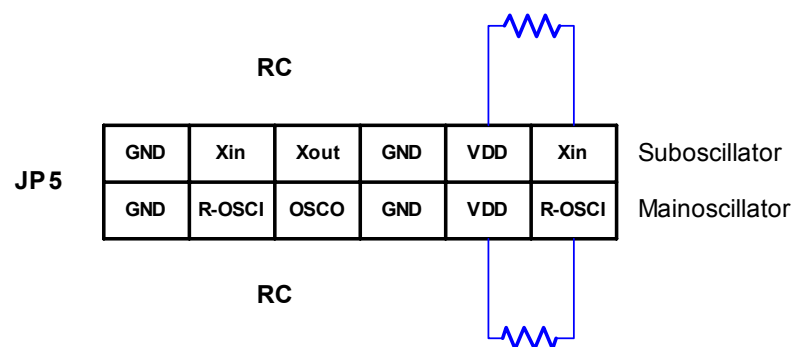 RC
GND Xin Xout GND VDD Xin Suboscillator
JP5
GND R-OSCI OSCO GND VDD R-OSCI Mainoscillator
RC